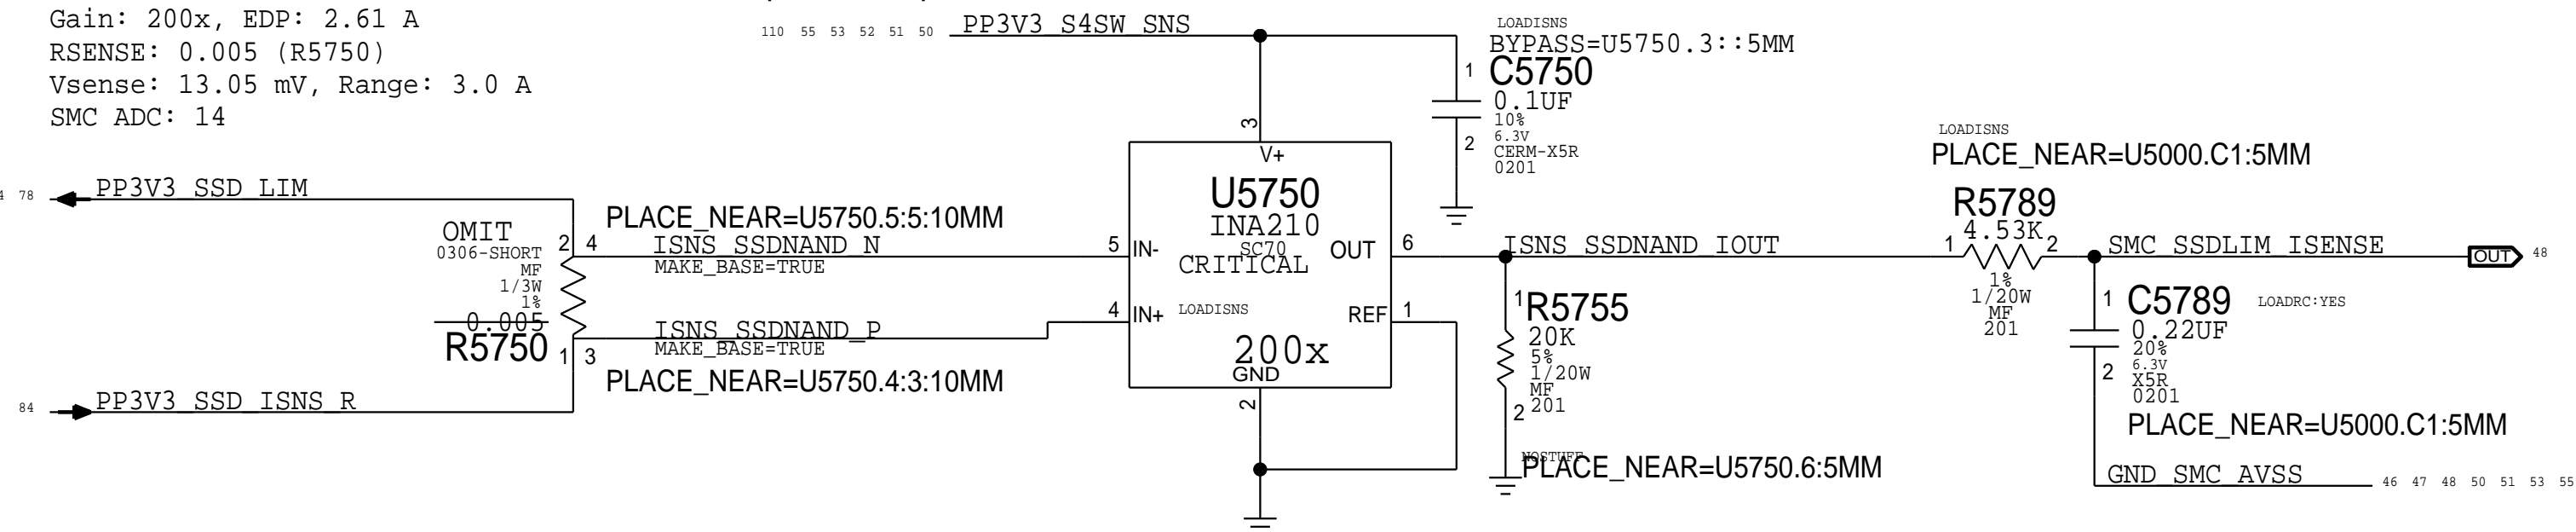 Gain: 200x, EDP: 2.61 A
RSENSE: 0.005 (R5750)
Vsense: 13.05 mV, Range: 3.0 A
SMC ADC: 14
110 55 53 52 51 50 PP3V3_S4SW_SNS
LOADISNS
BYPASS=U5750.3::5MM
1 C5750
0.1UF
10%
6.3V
2 CERM-X5R
0201
3
V+
U5750
INA210
SC70
CRITICAL
LOADISNS
200x
GND
2
78 PP3V3_SSD_LIM
OMIT
0306-SHORT
MF
1/3W
1%
0.005
R5750
2 4
1 3
PLACE_NEAR=U5750.5:5:10MM
ISNS_SSDNAND_N
MAKE_BASE=TRUE
5 IN-
4 IN+
ISNS_SSDNAND_P
MAKE_BASE=TRUE
PLACE_NEAR=U5750.4:3:10MM
84 PP3V3_SSD_ISNS_R
OUT 6
REF 1
ISNS_SSDNAND_IOUT
1 R5755
20K
5%
1/20W
MF
2 201
NOSTUFF
PLACE_NEAR=U5750.6:5MM
LOADISNS
PLACE_NEAR=U5000.C1:5MM
R5789
1 4.53K 2
1%
1/20W
MF
201
SMC_SSDLIM_ISENSE OUT 48
1 C5789 LOADRC:YES
0.22UF
20%
6.3V
2 X5R
0201
PLACE_NEAR=U5000.C1:5MM
GND_SMC_AVSS 46 47 48 50 51 53 55